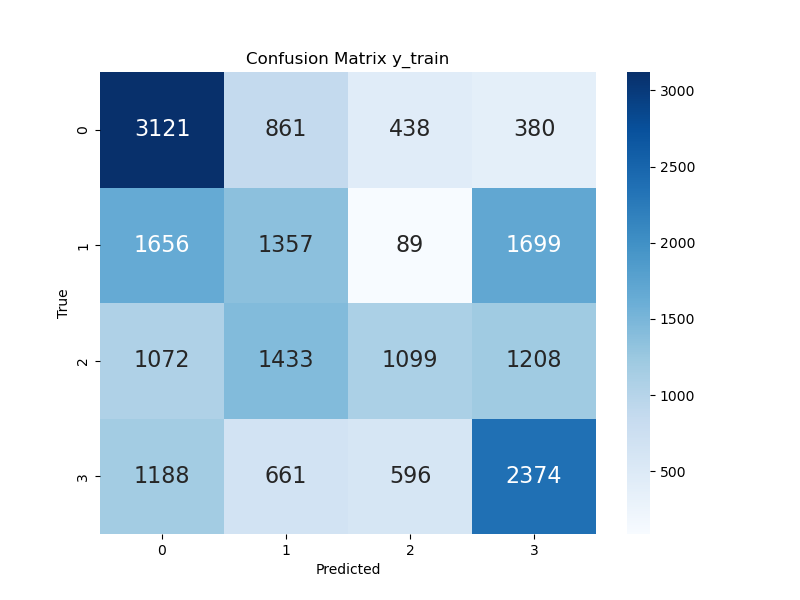 Confusion Matrix y_train
True
0 3121 861 438 380
1 1656 1357 89 1699
2 1072 1433 1099 1208
3 1188 661 596 2374
0 1 2 3
Predicted
3000
2500
2000
1500
1000
500